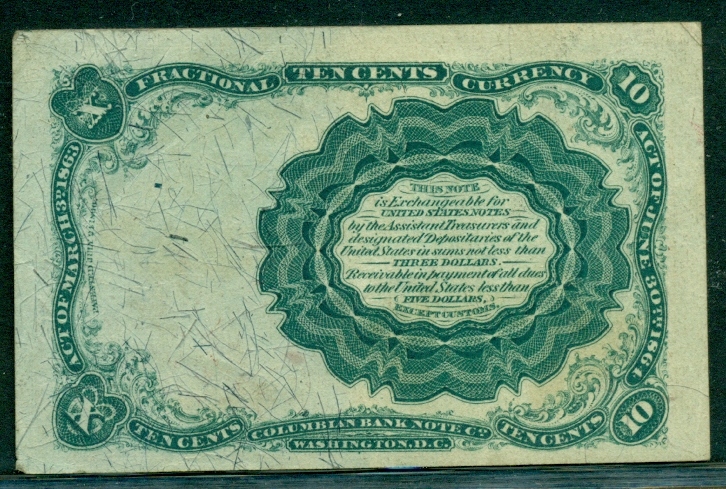 FRACTIONAL TEN CENTS CURRENCY
X
10
ACT OF MARCH 3RD 1863
ACT OF JUNE 30TH 1864
THIS NOTE
is Exchangeable for
UNITED STATES NOTES
by the Assistant Treasurers and
designated Depositaries of the
United States in sums not less than
THREE DOLLARS.
Receivable in payment of all dues
to the United States less than
FIVE DOLLARS,
EXCEPT CUSTOMS.
X
TEN CENTS
COLUMBIAN BANK NOTE CO.
WASHINGTON, D.C.
TEN CENTS
10